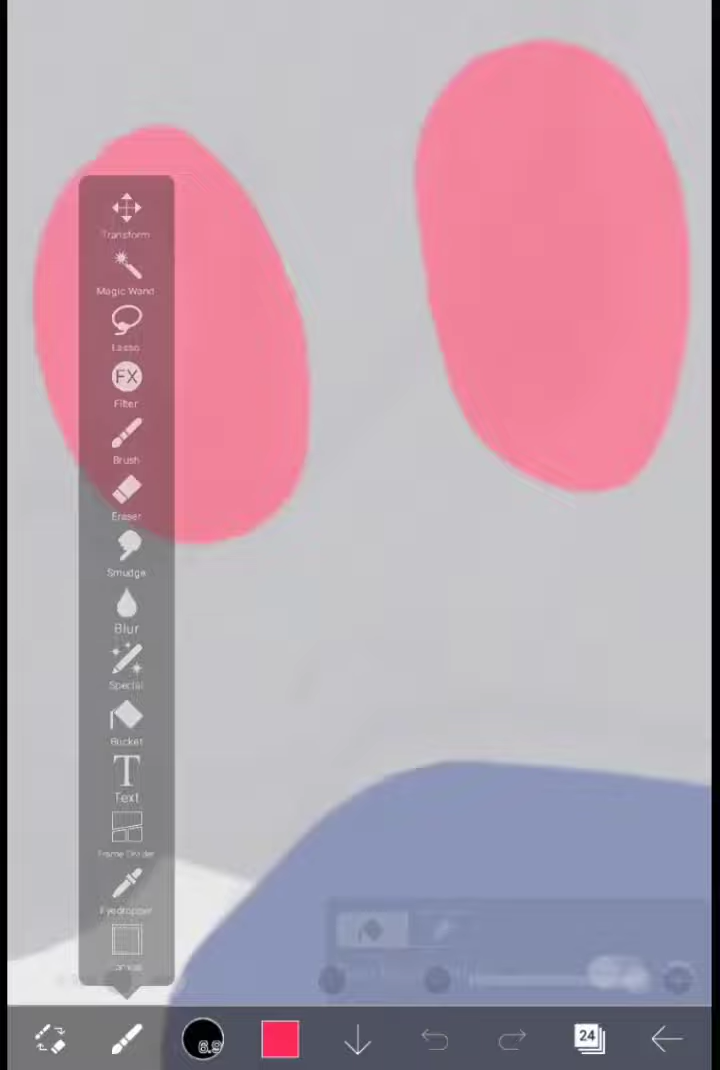 Transform
Magic Wand
Lasso
FX
Filter
Brush
Eraser
Smudge
Blur
Special
Bucket
T
Text
Frame Divider
Eyedropper
Canvas
6.9
24